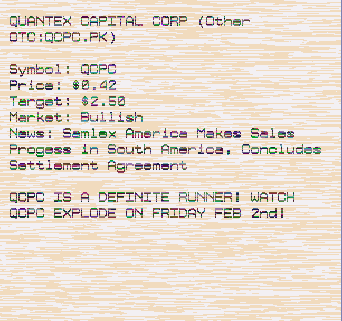 QUANTEX CAPITAL CORP (Other
OTC:QCPC.PK)
Symbol: QCPC
Price: $0.42
Target: $2.50
Market: Bullish
News: Samlex America Makes Sales
Progess in South America, Concludes
Settlement Agreement
QCPC IS A DEFINITE RUNNER! WATCH
QCPC EXPLODE ON FRIDAY FEB 2nd!